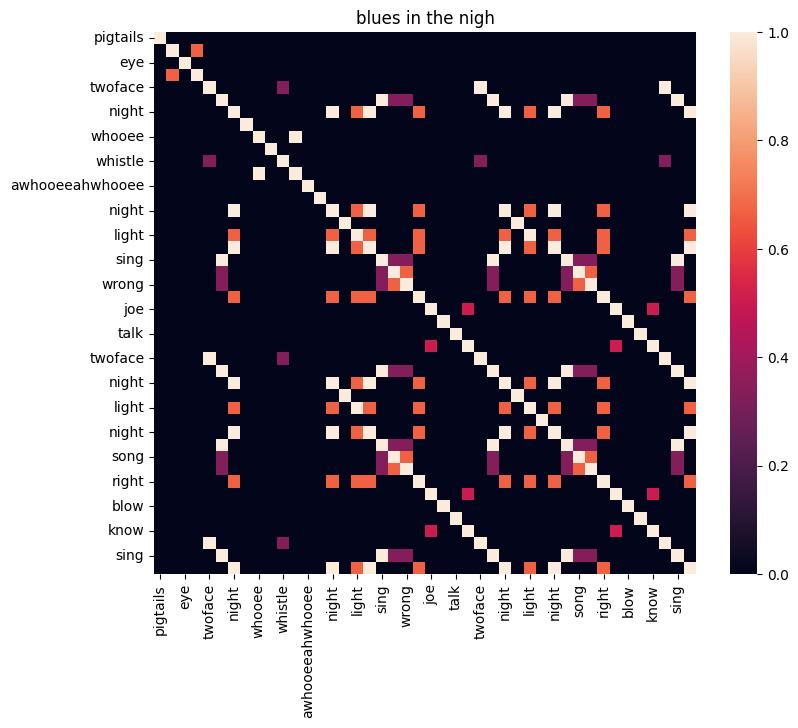 blues in the nigh
pigtails
eye
twoface
night
whooee
whistle
awhooeeahwhooee
night
light
sing
wrong
joe
talk
twoface
night
light
night
song
right
blow
know
sing
1.0
0.8
0.6
0.4
0.2
0.0
pigtails
eye
twoface
night
whooee
whistle
awhooeeahwhooee
night
light
sing
wrong
joe
talk
twoface
night
light
night
song
right
blow
know
sing